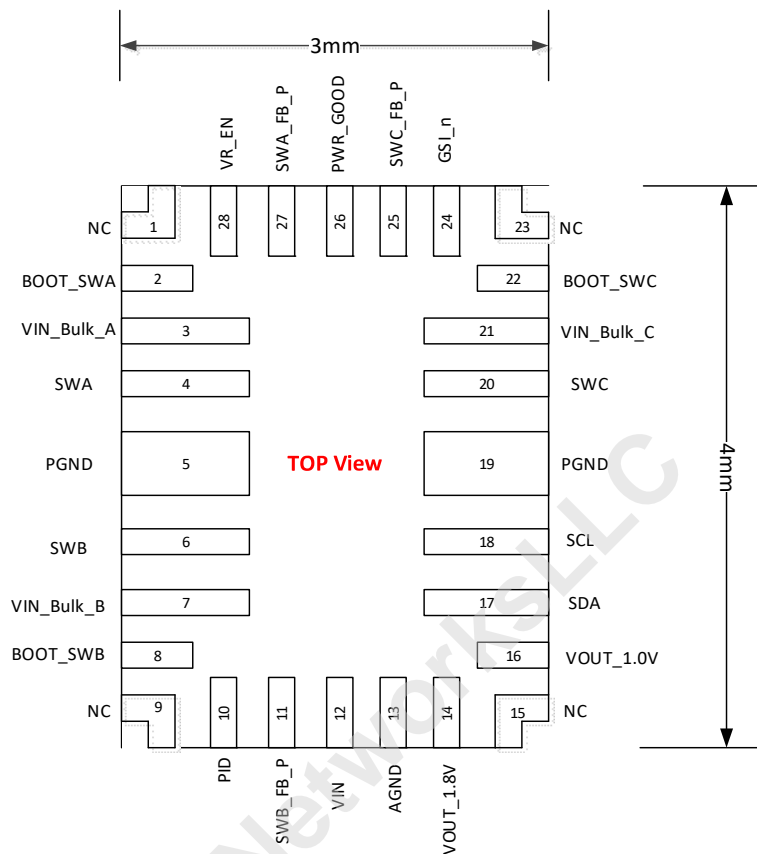 3mm
VR_EN
SWA_FB_P
PWR_GOOD
SWC_FB_P
GSI_n
28
27
26
25
24
NC
1
23
NC
BOOT_SWA
2
22
BOOT_SWC
VIN_Bulk_A
3
21
VIN_Bulk_C
SWA
4
20
SWC
PGND
5
TOP View
19
PGND
4mm
SWB
6
18
SCL
VIN_Bulk_B
7
17
SDA
BOOT_SWB
8
16
VOUT_1.0V
NC
9
15
NC
10
11
12
13
14
PID
SWB_FB_P
VIN
AGND
VOUT_1.8V
NetworksLLC